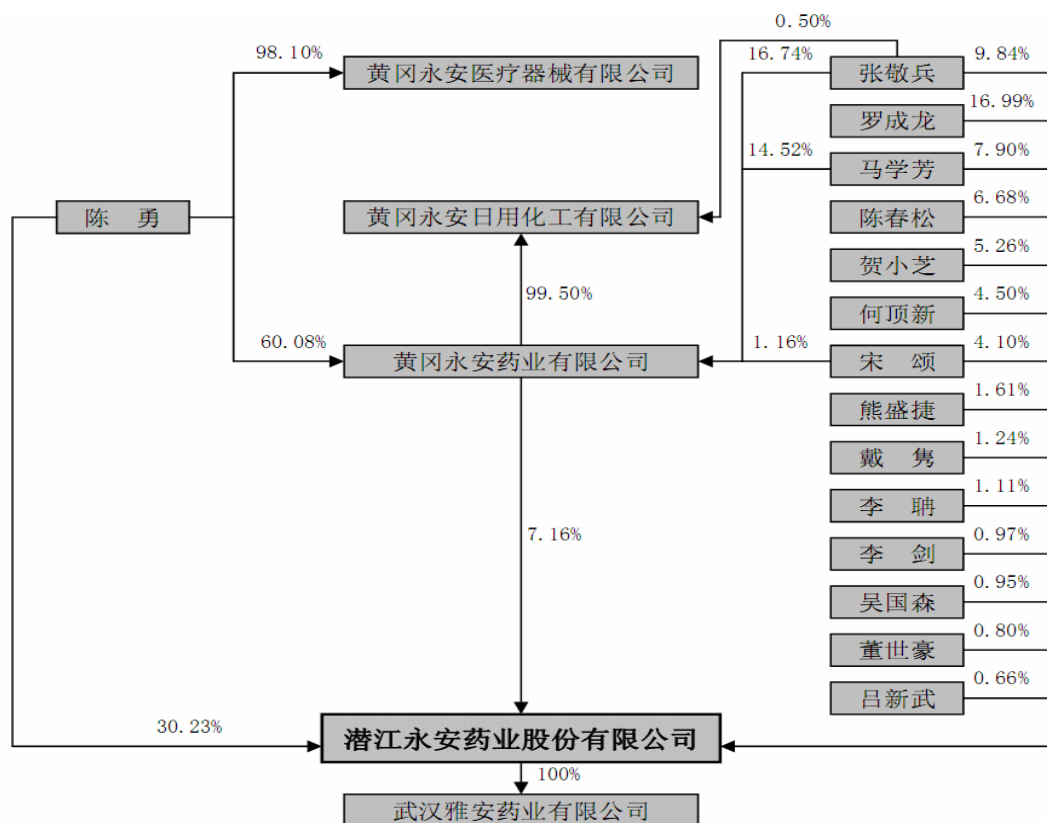 0.50%
98.10%
16.74%
9.84%
黄冈永安医疗器械有限公司
张敬兵
16.99%
罗成龙
14.52%
7.90%
马学芳
6.68%
陈 勇
黄冈永安日用化工有限公司
陈春松
5.26%
贺小芝
99.50%
4.50%
何顶新
60.08%
1.16%
4.10%
黄冈永安药业有限公司
宋 颂
1.61%
熊盛捷
1.24%
戴 隽
1.11%
李 聃
7.16%
0.97%
李 剑
0.95%
吴国森
0.80%
董世豪
0.66%
吕新武
30.23%
潜江永安药业股份有限公司
100%
武汉雅安药业有限公司